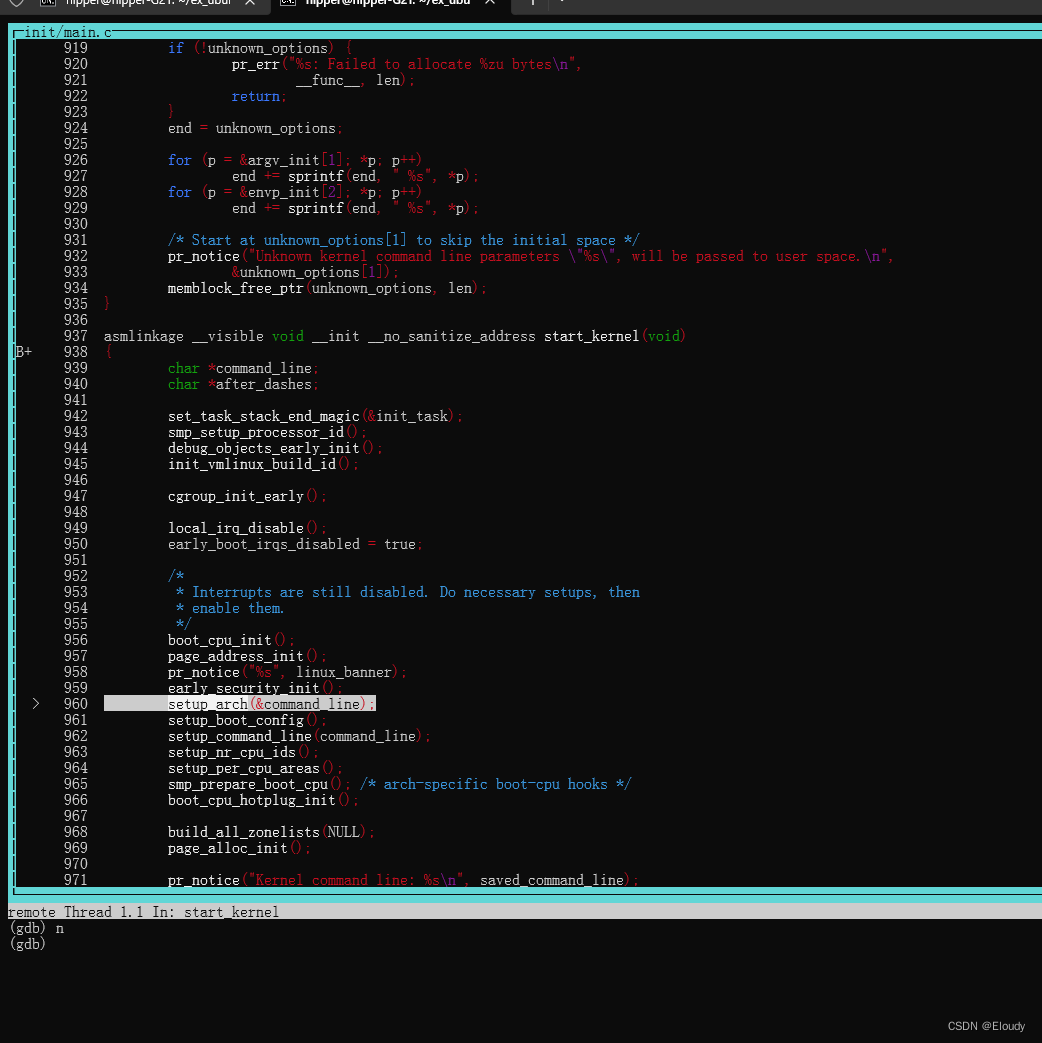 init/main.c
919 if (!unknown_options) {
920 pr_err("%s: Failed to allocate %zu bytes\n",
921 __func__, len);
922 return;
923 }
924 end = unknown_options;
925
926 for (p = &argv_init[1]; *p; p++)
927 end += sprintf(end, " %s", *p);
928 for (p = &envp_init[2]; *p; p++)
929 end += sprintf(end, " %s", *p);
930
931 /* Start at unknown_options[1] to skip the initial space */
932 pr_notice("Unknown kernel command line parameters \"%s\", will be passed to user space.\n",
933 &unknown_options[1]);
934 memblock_free_ptr(unknown_options, len);
935 }
936
937 asmlinkage __visible void __init __no_sanitize_address start_kernel(void)
B+ 938 {
939 char *command_line;
940 char *after_dashes;
941
942 set_task_stack_end_magic(&init_task);
943 smp_setup_processor_id();
944 debug_objects_early_init();
945 init_vmlinux_build_id();
946
947 cgroup_init_early();
948
949 local_irq_disable();
950 early_boot_irqs_disabled = true;
951
952 /*
953 * Interrupts are still disabled. Do necessary setups, then
954 * enable them.
955 */
956 boot_cpu_init();
957 page_address_init();
958 pr_notice("%s", linux_banner);
959 early_security_init();
> 960 setup_arch(&command_line);
961 setup_boot_config();
962 setup_command_line(command_line);
963 setup_nr_cpu_ids();
964 setup_per_cpu_areas();
965 smp_prepare_boot_cpu(); /* arch-specific boot-cpu hooks */
966 boot_cpu_hotplug_init();
967
968 build_all_zonelists(NULL);
969 page_alloc_init();
970
971 pr_notice("Kernel command line: %s\n", saved_command_line);
remote Thread 1.1 In: start_kernel
(gdb) n
(gdb)
CSDN @Eloudy